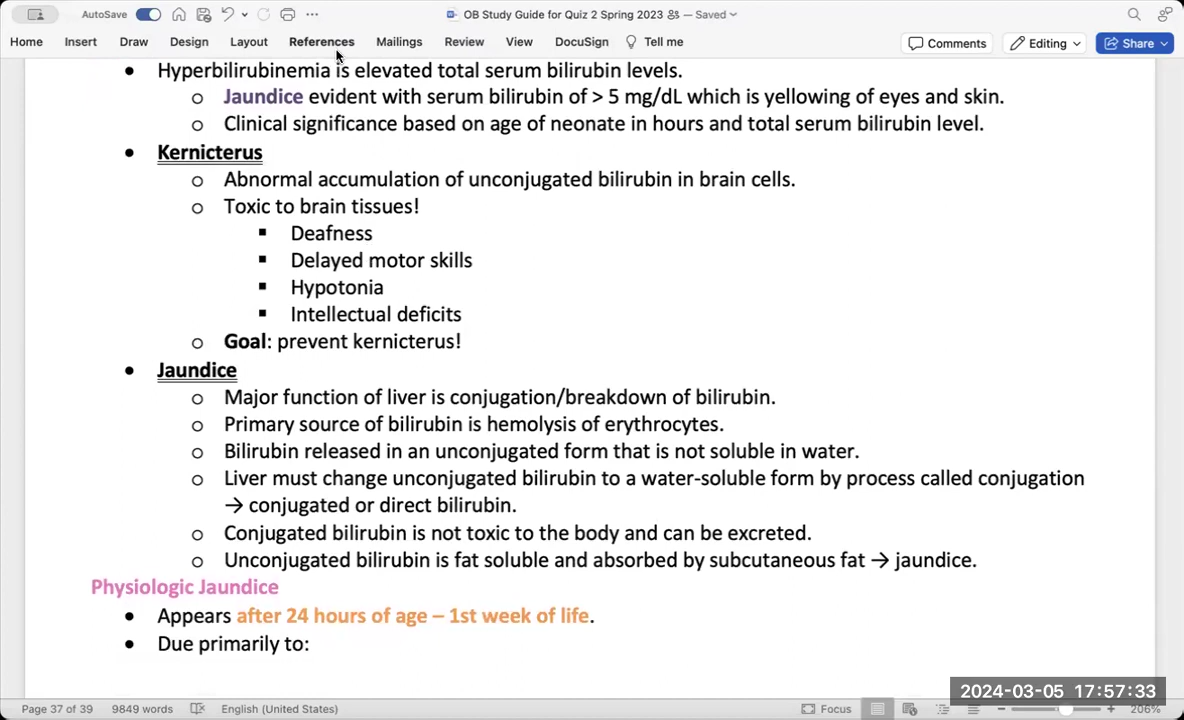 AutoSave
OB Study Guide for Quiz 2 Spring 2023 — Saved
Home Insert Draw Design Layout References Mailings Review View DocuSign Tell me Comments Editing Share
• Hyperbilirubinemia is elevated total serum bilirubin levels.
o Jaundice evident with serum bilirubin of > 5 mg/dL which is yellowing of eyes and skin.
o Clinical significance based on age of neonate in hours and total serum bilirubin level.
• Kernicterus
o Abnormal accumulation of unconjugated bilirubin in brain cells.
o Toxic to brain tissues!
▪ Deafness
▪ Delayed motor skills
▪ Hypotonia
▪ Intellectual deficits
o Goal: prevent kernicterus!
• Jaundice
o Major function of liver is conjugation/breakdown of bilirubin.
o Primary source of bilirubin is hemolysis of erythrocytes.
o Bilirubin released in an unconjugated form that is not soluble in water.
o Liver must change unconjugated bilirubin to a water-soluble form by process called conjugation
→ conjugated or direct bilirubin.
o Conjugated bilirubin is not toxic to the body and can be excreted.
o Unconjugated bilirubin is fat soluble and absorbed by subcutaneous fat → jaundice.
Physiologic Jaundice
• Appears after 24 hours of age – 1st week of life.
• Due primarily to:
2024-03-05 17:57:33
Page 37 of 39 9849 words English (United States) Focus 206%